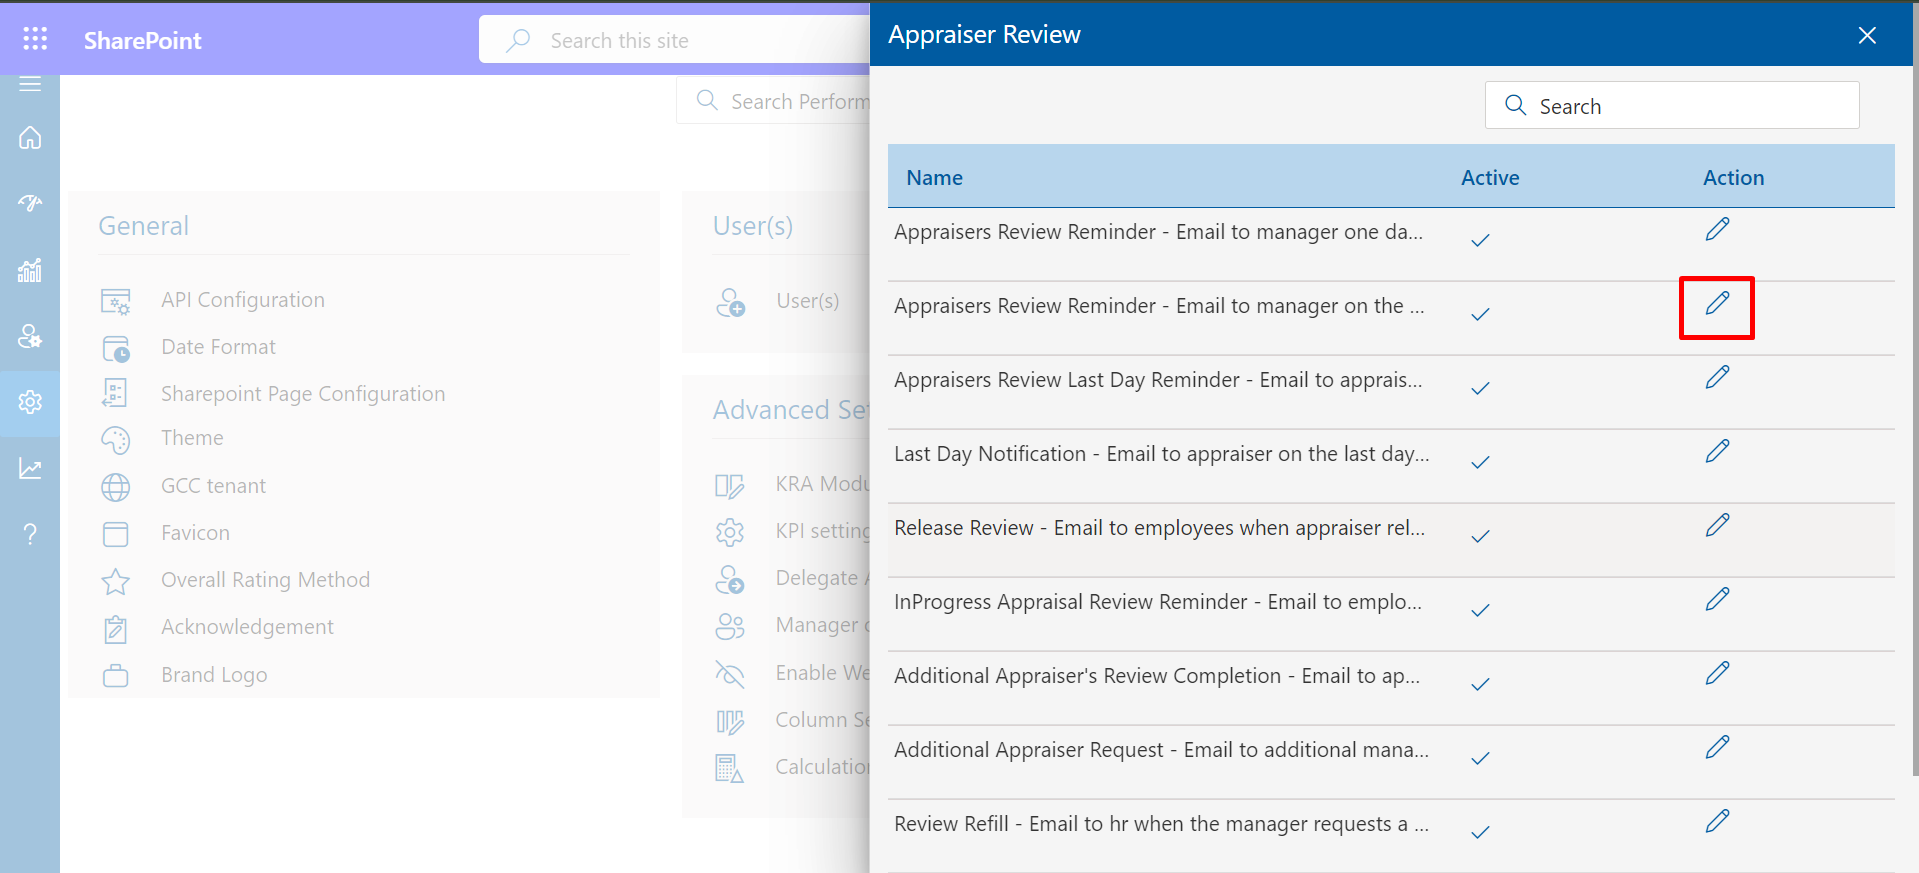 SharePoint
Search this site
Search Perform
General
API Configuration
Date Format
Sharepoint Page Configuration
Theme
GCC tenant
Favicon
Overall Rating Method
Acknowledgement
Brand Logo
User(s)
User(s)
Advanced Se
KRA Modu
KPI setting
Delegate A
Manager
Enable We
Column Se
Calculation
Appraiser Review
Search
Name Active Action
Appraisers Review Reminder - Email to manager one da...
Appraisers Review Reminder - Email to manager on the ...
Appraisers Review Last Day Reminder - Email to apprais...
Last Day Notification - Email to appraiser on the last day...
Release Review - Email to employees when appraiser rel...
InProgress Appraisal Review Reminder - Email to emplo...
Additional Appraiser's Review Completion - Email to ap...
Additional Appraiser Request - Email to additional mana...
Review Refill - Email to hr when the manager requests a ...